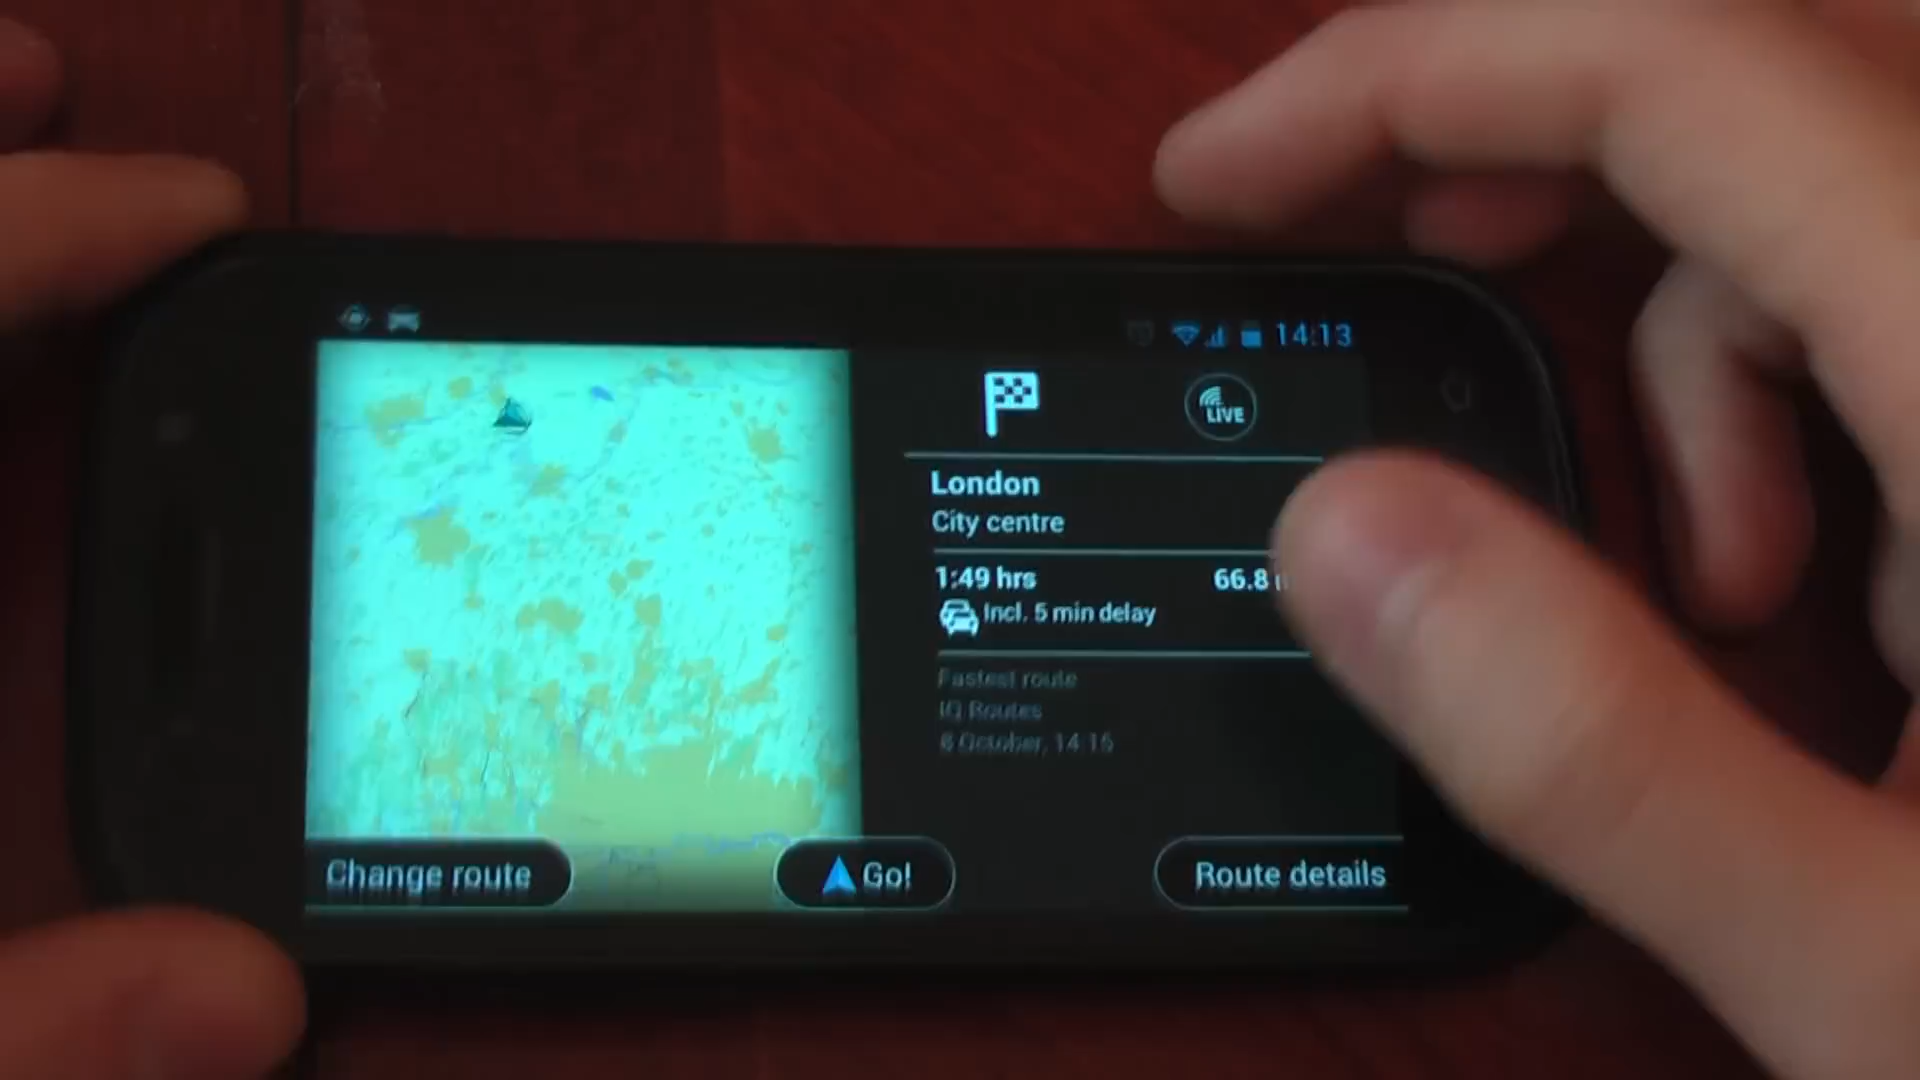 14:13
LIVE
London
City centre
1:49 hrs
66.8
Incl. 5 min delay
Fastest route
IQ Routes
8 October, 14:15
Change route
Go!
Route details